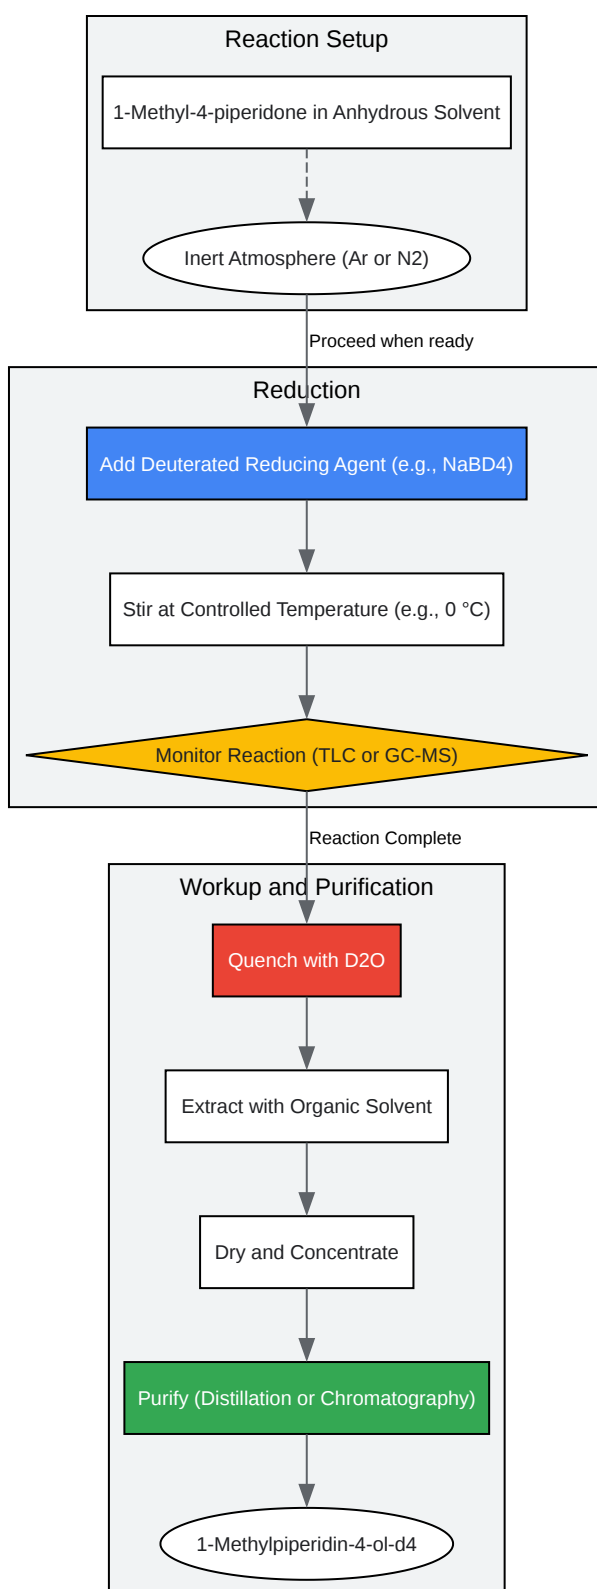 Reaction Setup
1-Methyl-4-piperidone in Anhydrous Solvent
Inert Atmosphere (Ar or N2)
Proceed when ready
Reduction
Add Deuterated Reducing Agent (e.g., NaBD4)
Stir at Controlled Temperature (e.g., 0 °C)
Monitor Reaction (TLC or GC-MS)
Reaction Complete
Workup and Purification
Quench with D2O
Extract with Organic Solvent
Dry and Concentrate
Purify (Distillation or Chromatography)
1-Methylpiperidin-4-ol-d4